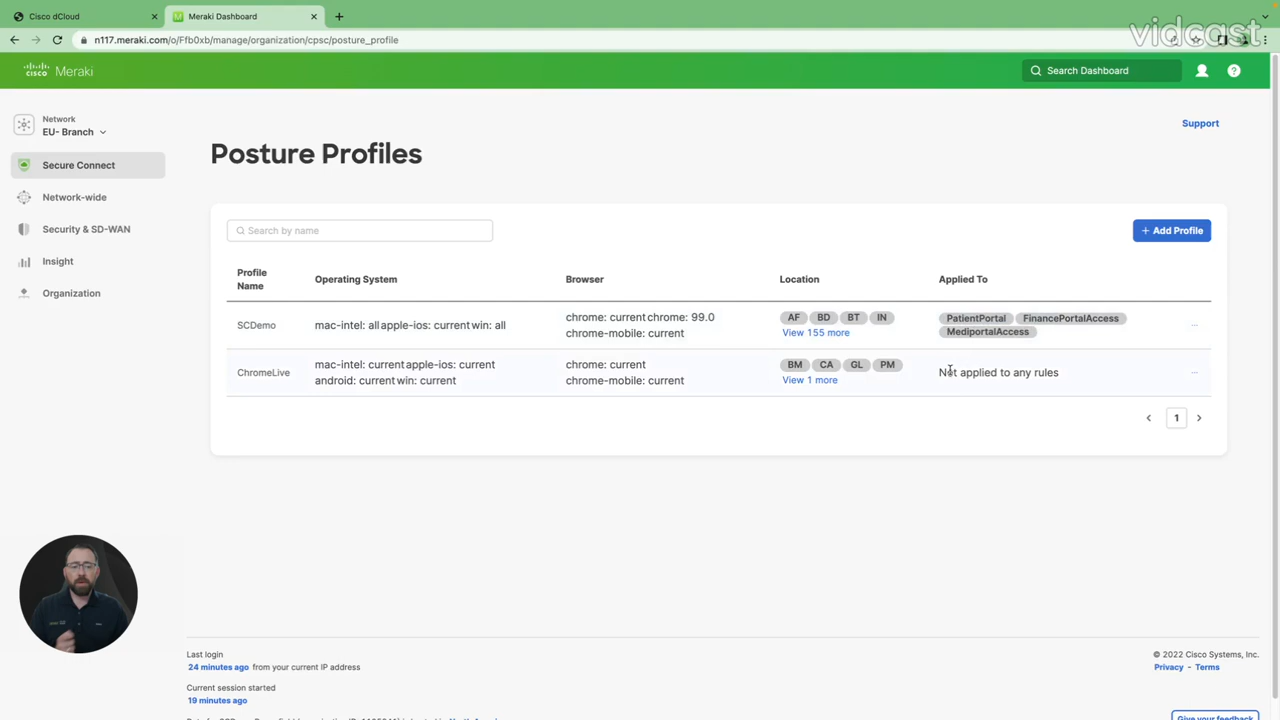 Cisco dCloud
Meraki Dashboard
vidcast
n117.meraki.com/o/Ffb0xb/manage/organization/cpsc/posture_profile
cisco Meraki
Search Dashboard
Network
EU- Branch
Secure Connect
Network-wide
Security & SD-WAN
Insight
Organization
Support
Posture Profiles
Search by name
+ Add Profile
Profile Name
Operating System
Browser
Location
Applied To
SCDemo
mac-intel: all apple-ios: current win: all
chrome: current chrome: 99.0
chrome-mobile: current
AF BD BT IN
View 155 more
PatientPortal FinancePortalAccess
MediportalAccess
...
ChromeLive
mac-intel: current apple-ios: current
android: current win: current
chrome: current
chrome-mobile: current
BM CA GL PM
View 1 more
Not applied to any rules
...
< 1 >
Last login
24 minutes ago from your current IP address
Current session started
19 minutes ago
© 2022 Cisco Systems, Inc.
Privacy - Terms
Give your feedback